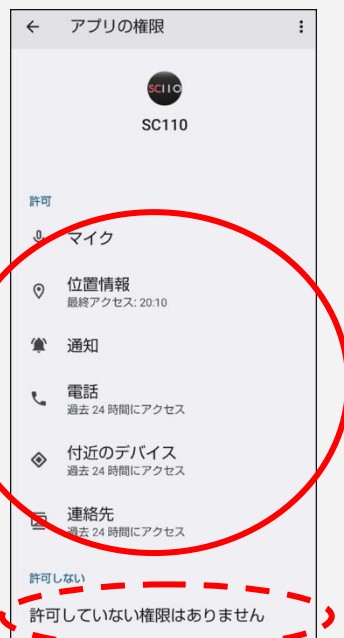 アプリの権限
SC110
SC110
許可
マイク
位置情報
最終アクセス: 20:10
通知
電話
過去 24 時間にアクセス
付近のデバイス
過去 24 時間にアクセス
連絡先
過去 24 時間にアクセス
許可しない
許可していない権限はありません